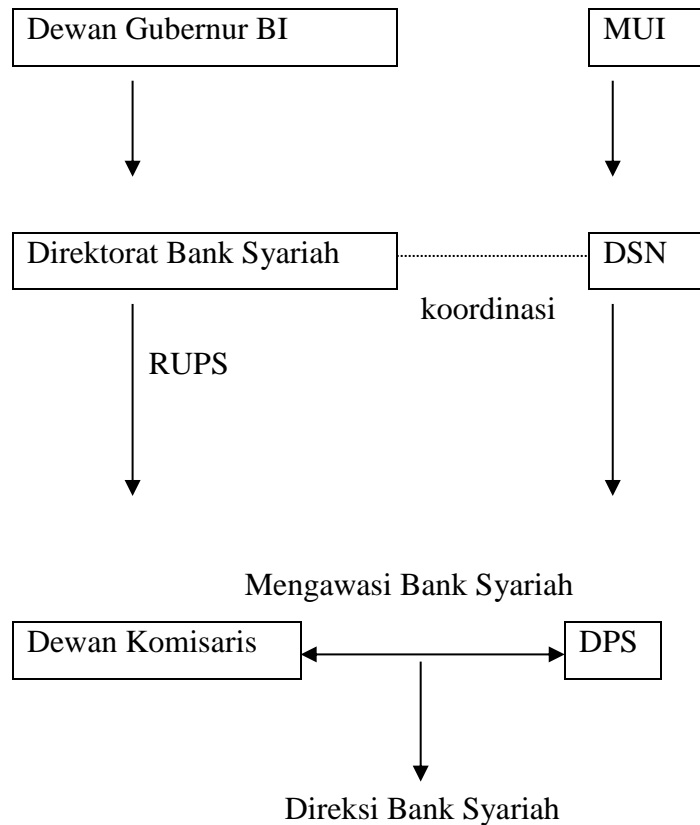 Dewan Gubernur BI
MUI
Direktorat Bank Syariah
DSN
koordinasi
RUPS
Mengawasi Bank Syariah
Dewan Komisaris
DPS
Direksi Bank Syariah